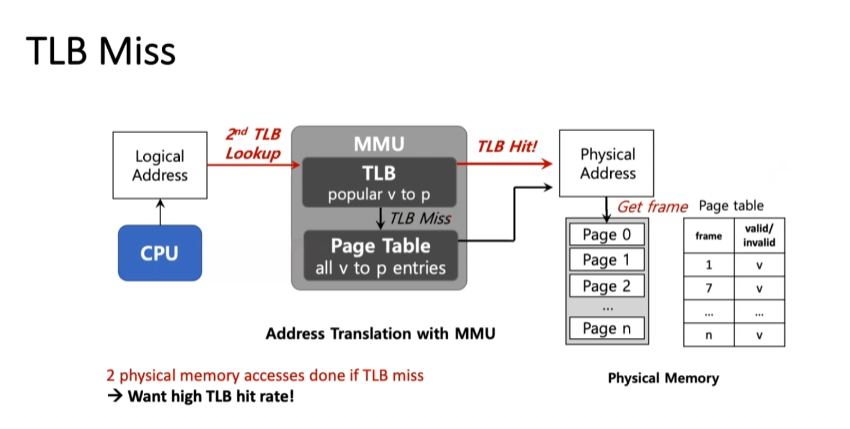 TLB Miss
Logical
Address
CPU
2nd TLB
Lookup
MMU
TLB
popular v to p
TLB Miss
Page Table
all v to p entries
TLB Hit!
Physical
Address
Get frame
Page 0
Page 1
Page 2
...
Page n
Page table
frame valid/
invalid
1 v
7 v
... ...
n v
Address Translation with MMU
Physical Memory
2 physical memory accesses done if TLB miss
→ Want high TLB hit rate!